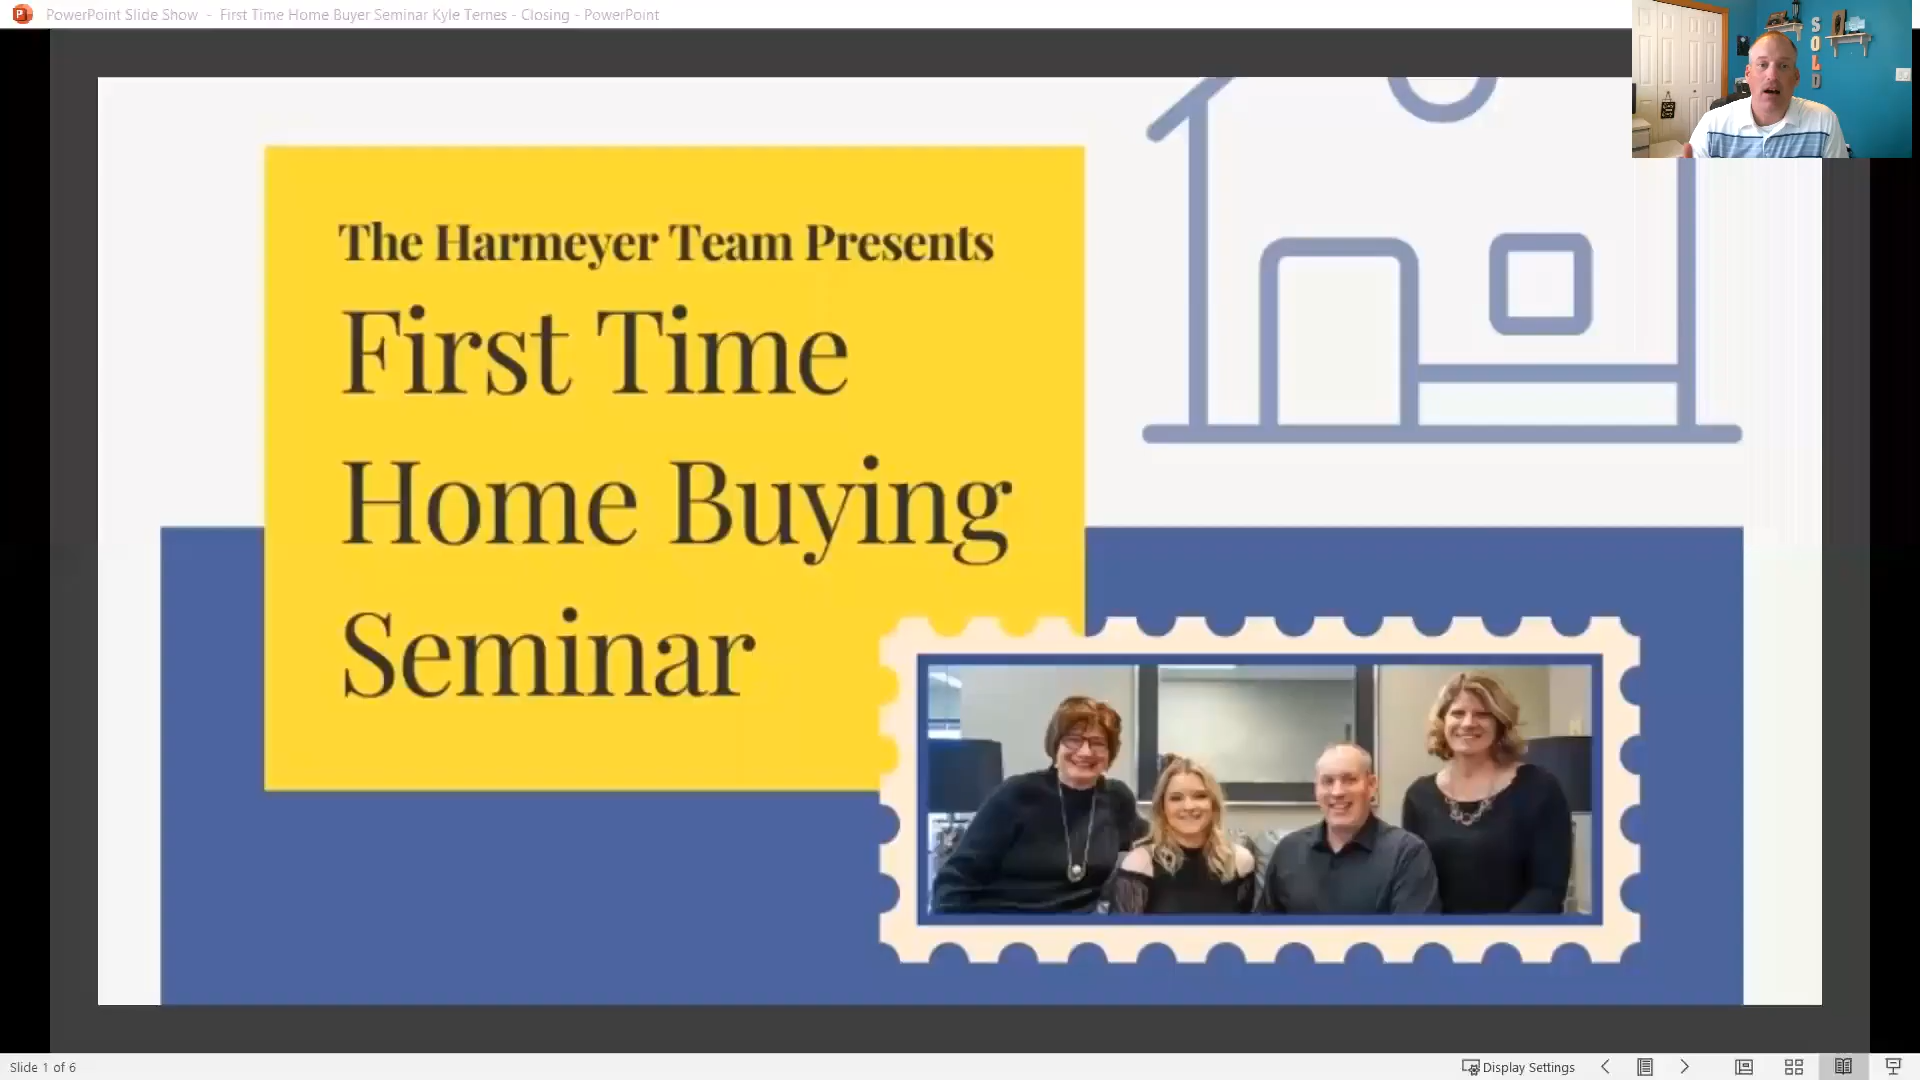 PowerPoint Slide Show - First Time Home Buyer Seminar Kyle Ternes - Closing - PowerPoint
SOLD
The Harmeyer Team Presents
First Time
Home Buying
Seminar
Slide 1 of 6
Display Settings